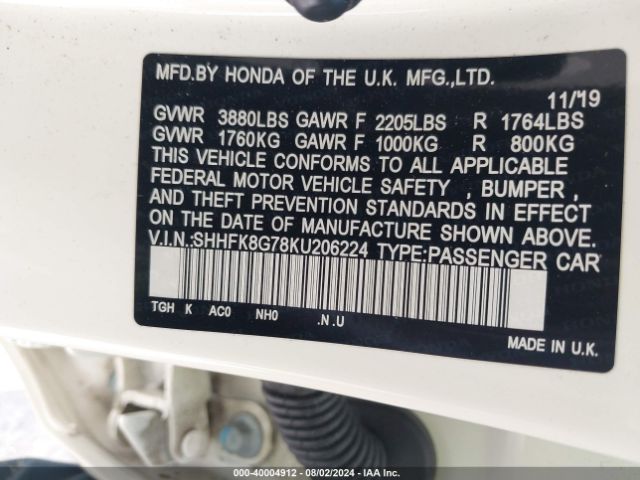 MFD.BY HONDA OF THE U.K. MFG.,LTD.
11/19
GVWR 3880LBS GAWR F 2205LBS R 1764LBS
GVWR 1760KG GAWR F 1000KG R 800KG
THIS VEHICLE CONFORMS TO ALL APPLICABLE
FEDERAL MOTOR VEHICLE SAFETY , BUMPER ,
AND THEFT PREVENTION STANDARDS IN EFFECT
ON THE DATE OF MANUFACTURE SHOWN ABOVE.
V.I.N.:SHHFK8G78KU206224 TYPE:PASSENGER CAR
TGH K AC0 NH0 .N.U
MADE IN U.K.
000-40004912 - 08/02/2024 - IAA Inc.